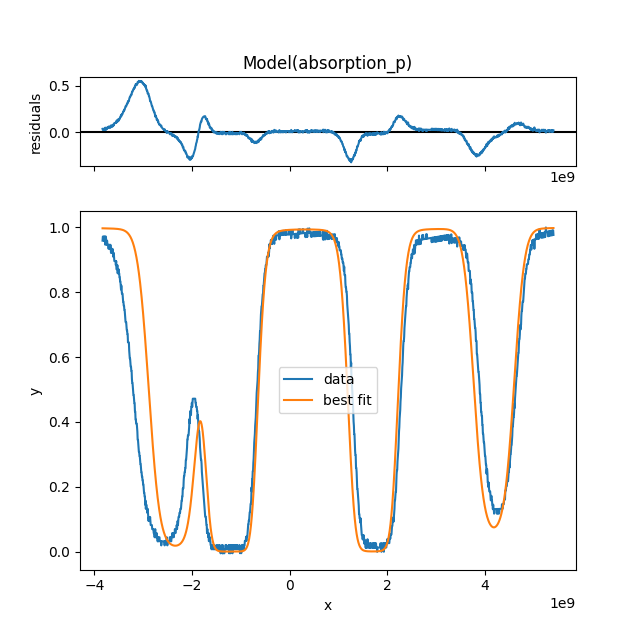 Model(absorption_p)
0.5
0.0
residuals
1e9
1.0
0.8
0.6
0.4
0.2
0.0
y
data
best fit
−4
−2
0
2
4
x
1e9